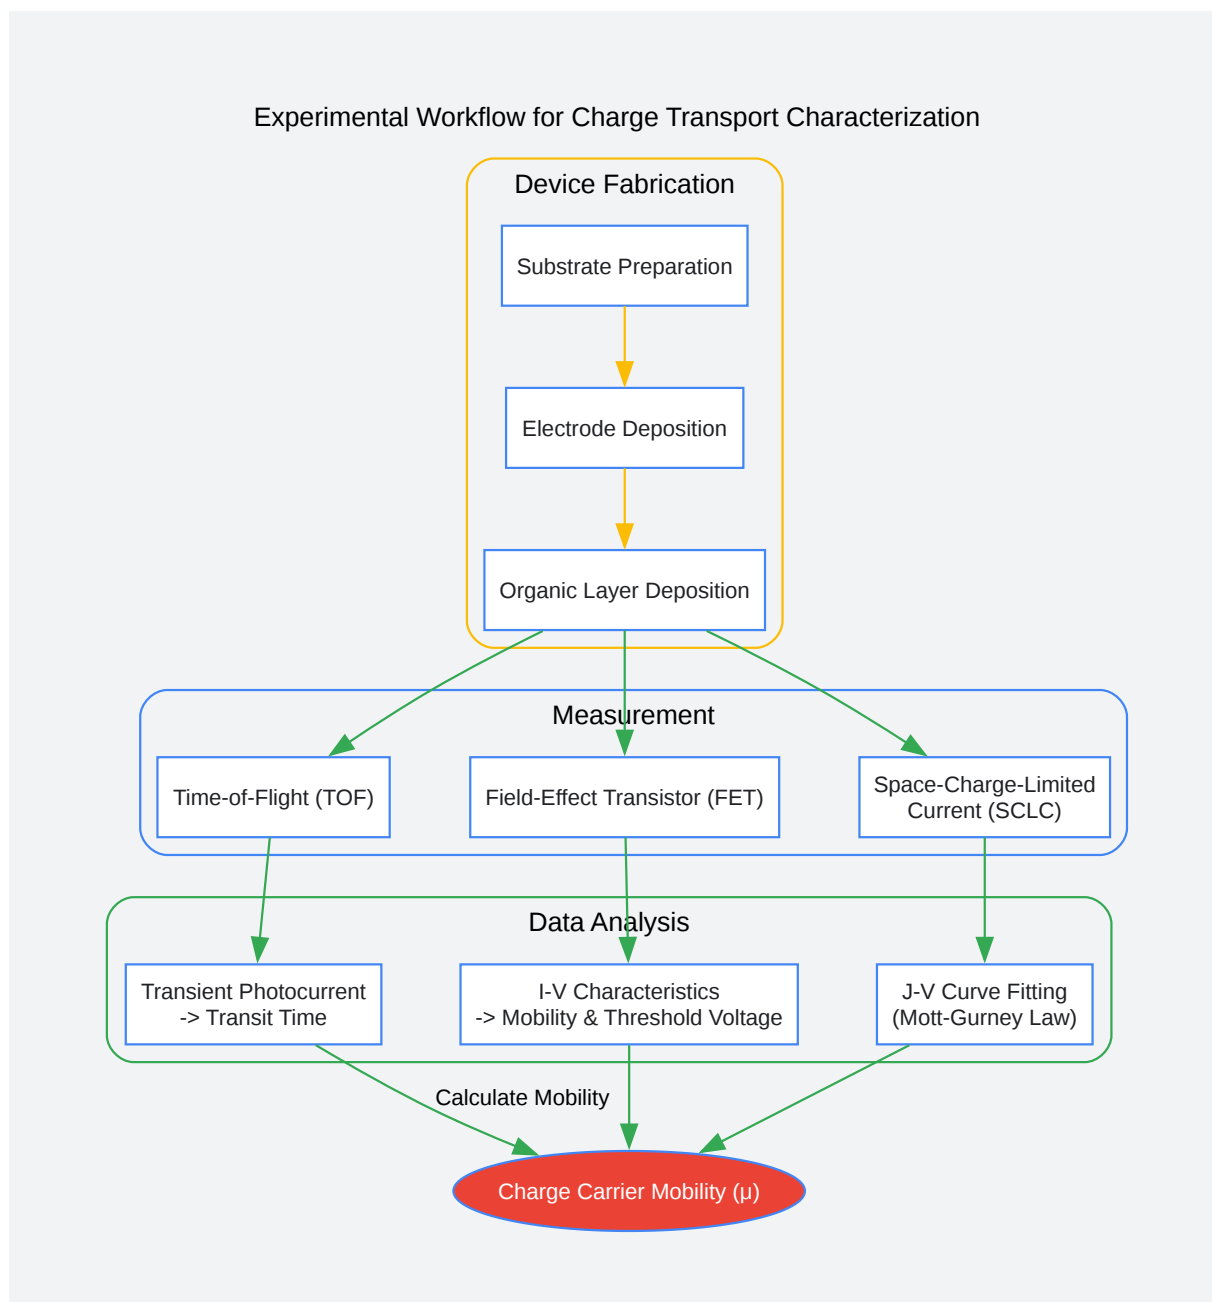 Experimental Workflow for Charge Transport Characterization
Device Fabrication
Substrate Preparation
Electrode Deposition
Organic Layer Deposition
Measurement
Time-of-Flight (TOF)
Field-Effect Transistor (FET)
Space-Charge-Limited
Current (SCLC)
Data Analysis
Transient Photocurrent
-> Transit Time
I-V Characteristics
-> Mobility & Threshold Voltage
J-V Curve Fitting
(Mott-Gurney Law)
Calculate Mobility
Charge Carrier Mobility (μ)